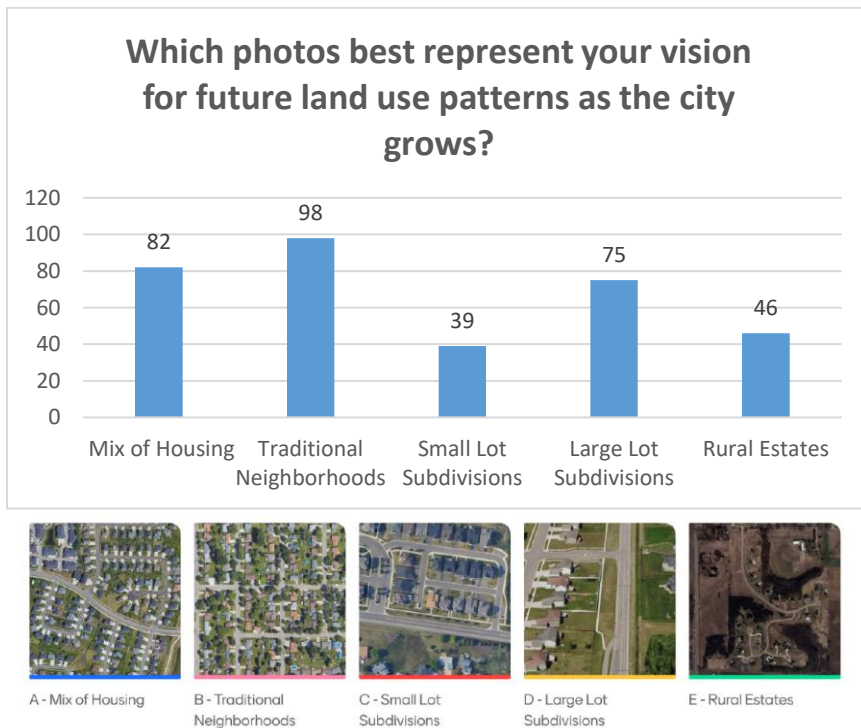 Which photos best represent your vision
for future land use patterns as the city
grows?
120
100
80
60
40
20
0
82
98
39
75
46
Mix of Housing
Traditional
Neighborhoods
Small Lot
Subdivisions
Large Lot
Subdivisions
Rural Estates
A - Mix of Housing
B - Traditional
Neighborhoods
C - Small Lot
Subdivisions
D - Large Lot
Subdivisions
E - Rural Estates